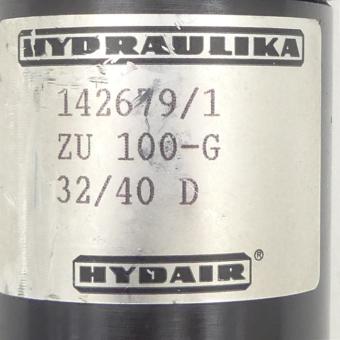 HYDRAULIKA
142679/1
ZU 100-G
32/40 D
HYDAIR®